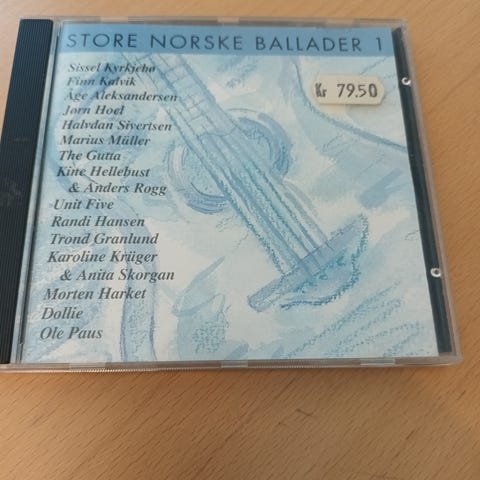 STORE NORSKE BALLADER 1
Kr 79.50
Sissel Kyrkjebø
Finn Kalvik
Åge Aleksandersen
Jørn Hoel
Halvdan Sivertsen
Marius Müller
The Gutta
Kine Hellebust
& Anders Rogg
Unit Five
Randi Hansen
Trond Granlund
Karoline Krüger
& Anita Skorgan
Morten Harket
Dollie
Ole Paus